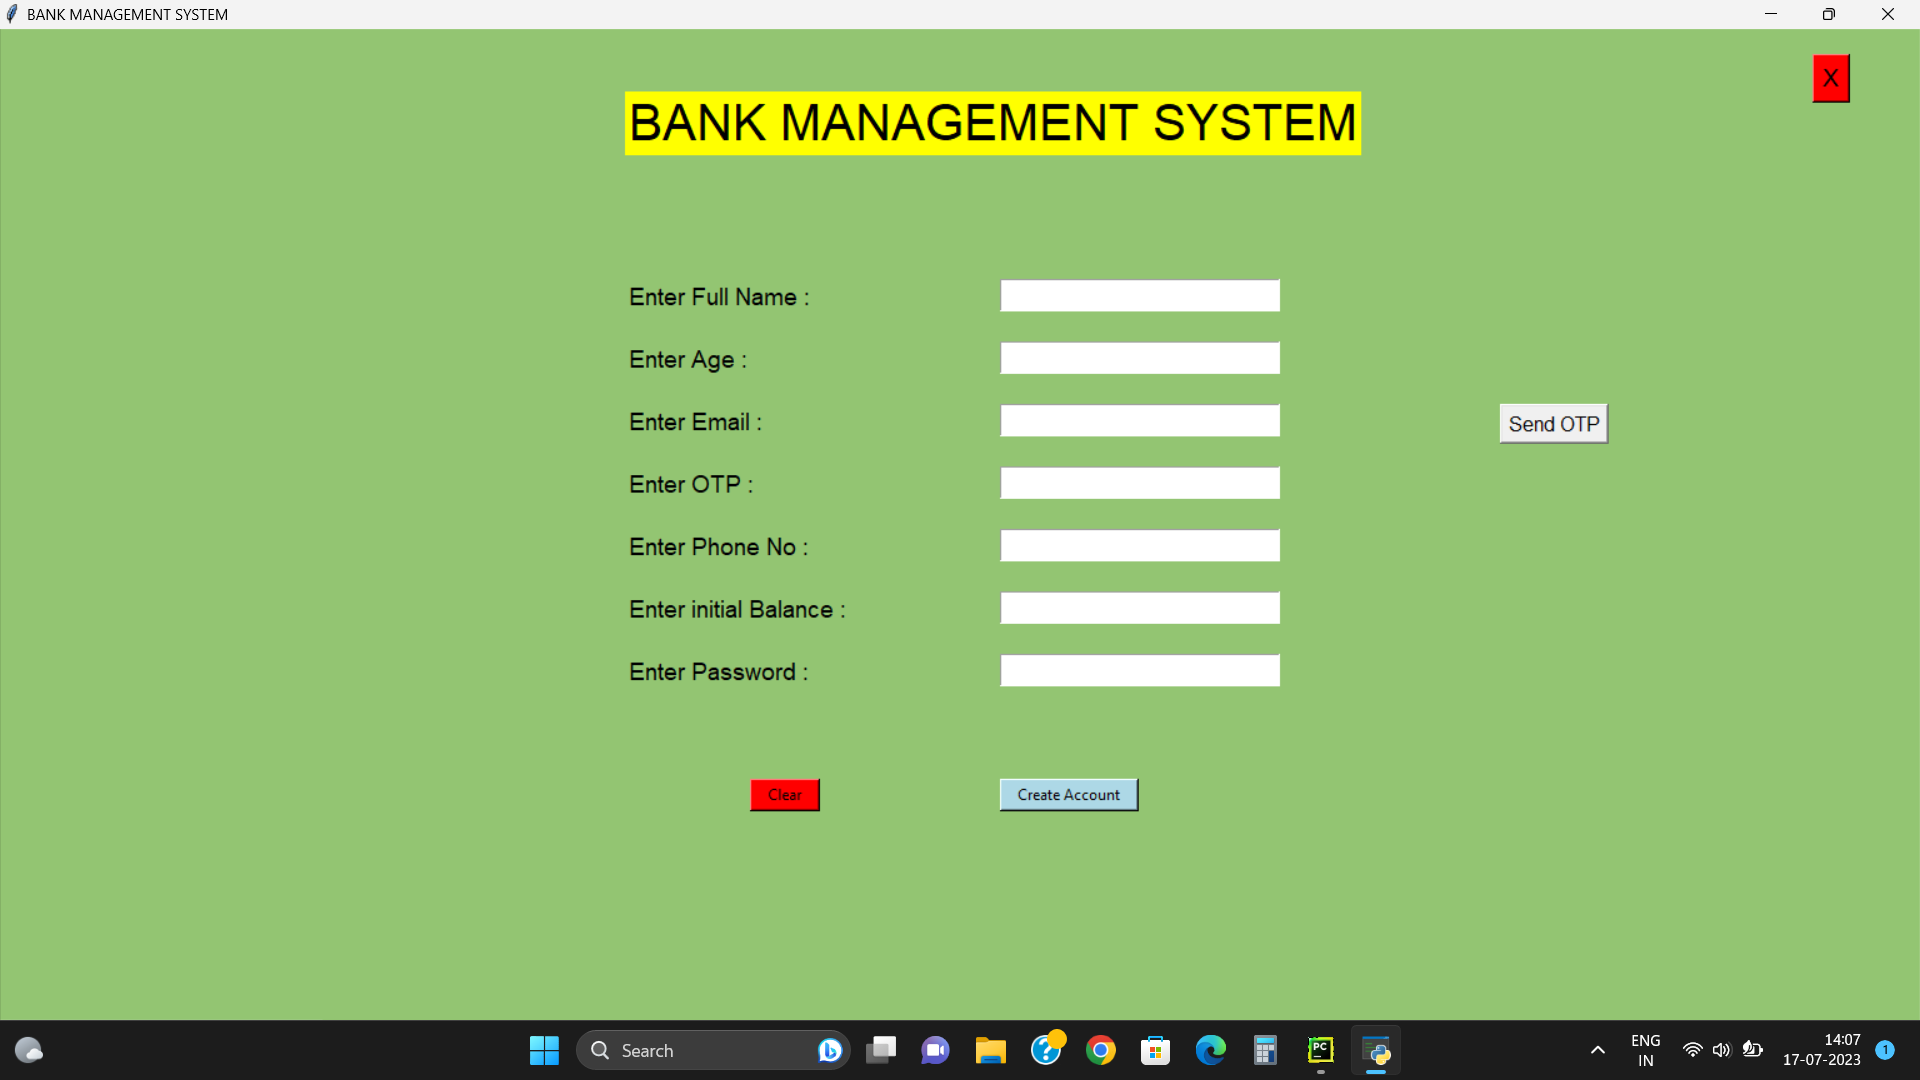 BANK MANAGEMENT SYSTEM
X
BANK MANAGEMENT SYSTEM
Enter Full Name :
Enter Age :
Enter Email :
Send OTP
Enter OTP :
Enter Phone No :
Enter initial Balance :
Enter Password :
Clear
Create Account
Search
PC
ENG
IN
14:07
17-07-2023
1